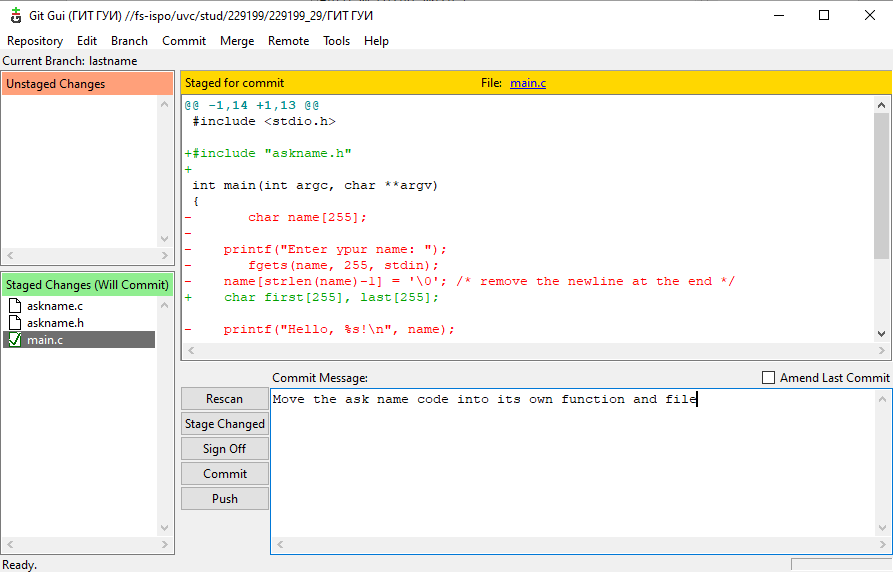 Git Gui (ГИТ ГУИ) //fs-ispo/uvc/stud/229199/229199_29/ГИТ ГУИ
Repository Edit Branch Commit Merge Remote Tools Help
Current Branch: lastname
Unstaged Changes
Staged for commit File: main.c
@@ -1,14 +1,13 @@
#include <stdio.h>
+#include "askname.h"
+
int main(int argc, char **argv)
{
- char name[255];
-
- printf("Enter ypur name: ");
- fgets(name, 255, stdin);
- name[strlen(name)-1] = '\0'; /* remove the newline at the end */
+ char first[255], last[255];
- printf("Hello, %s!\n", name);
Staged Changes (Will Commit)
askname.c
askname.h
main.c
Commit Message: Amend Last Commit
Rescan
Stage Changed
Sign Off
Commit
Push
Move the ask name code into its own function and file
Ready.